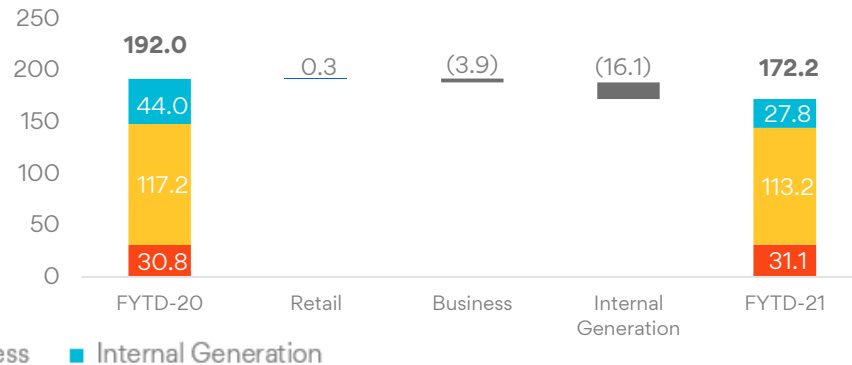 250
192.0
200
0.3
(3.9)
(16.1)
172.2
44.0
27.8
150
117.2
113.2
100
50
30.8
31.1
0
FYTD-20
Retail
Business
Internal
Generation
FYTD-21
ess
Internal Generation